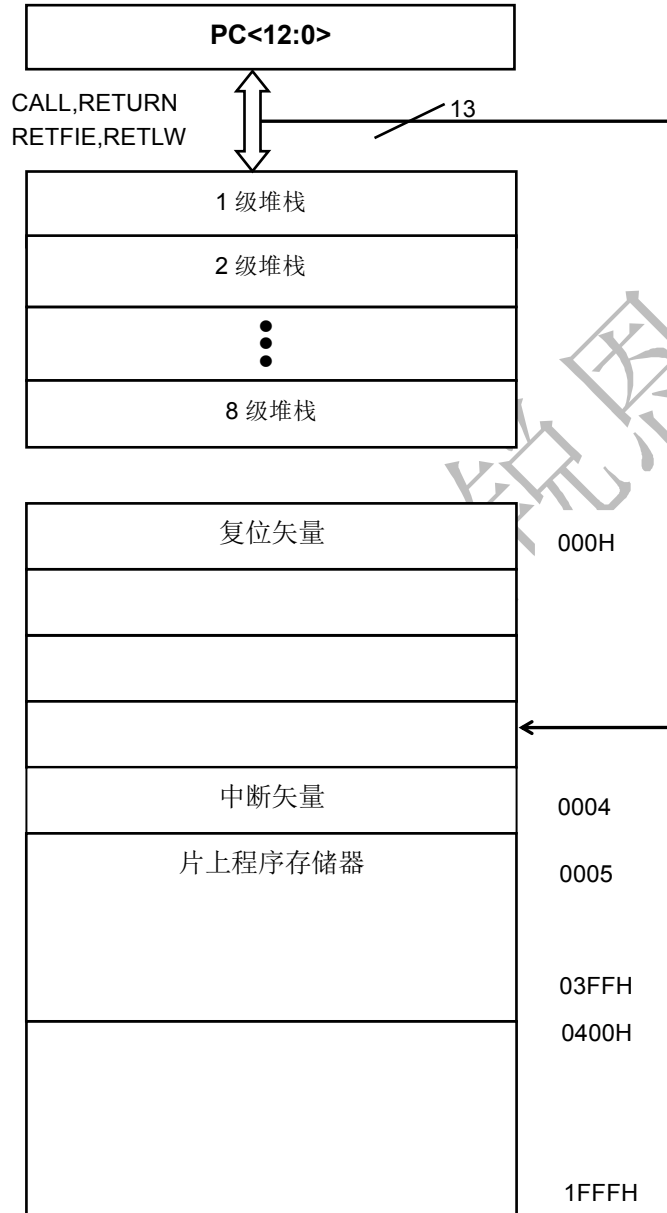 PC<12:0>
CALL,RETURN
RETFIE,RETLW
13
1 级堆栈
2 级堆栈
8 级堆栈
复位矢量
000H
中断矢量
0004
片上程序存储器
0005
03FFH
0400H
1FFFH
锐恩